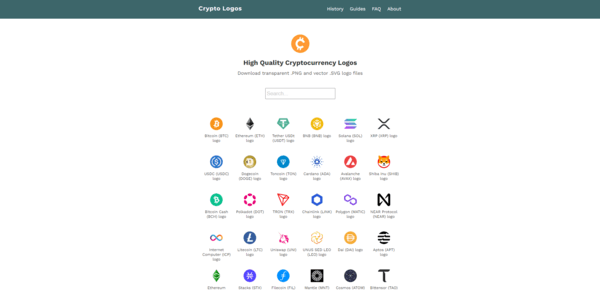 Crypto Logos
History Guides FAQ About
High Quality Cryptocurrency Logos
Download transparent .PNG and vector .SVG logo files
Search
Bitcoin (BTC) logo
Ethereum (ETH) logo
Tether USDt (USDT) logo
BNB (BNB) logo
Solana (SOL) logo
XRP (XRP) logo
USDC (USDC) logo
Dogecoin (DOGE) logo
Toncoin (TON) logo
Cardano (ADA) logo
Avalanche (AVAX) logo
Shiba Inu (SHIB) logo
Bitcoin Cash (BCH) logo
Polkadot (DOT) logo
TRON (TRX) logo
Chainlink (LINK) logo
Polygon (MATIC) logo
NEAR Protocol (NEAR) logo
Internet Computer (ICP) logo
Litecoin (LTC) logo
Uniswap (UNI) logo
UNUS SED LEO (LEO) logo
Dai (DAI) logo
Aptos (APT) logo
Ethereum
Stacks (STX)
Filecoin (FIL)
Mantle (MNT)
Cosmos (ATOM)
Bittensor (TAO)